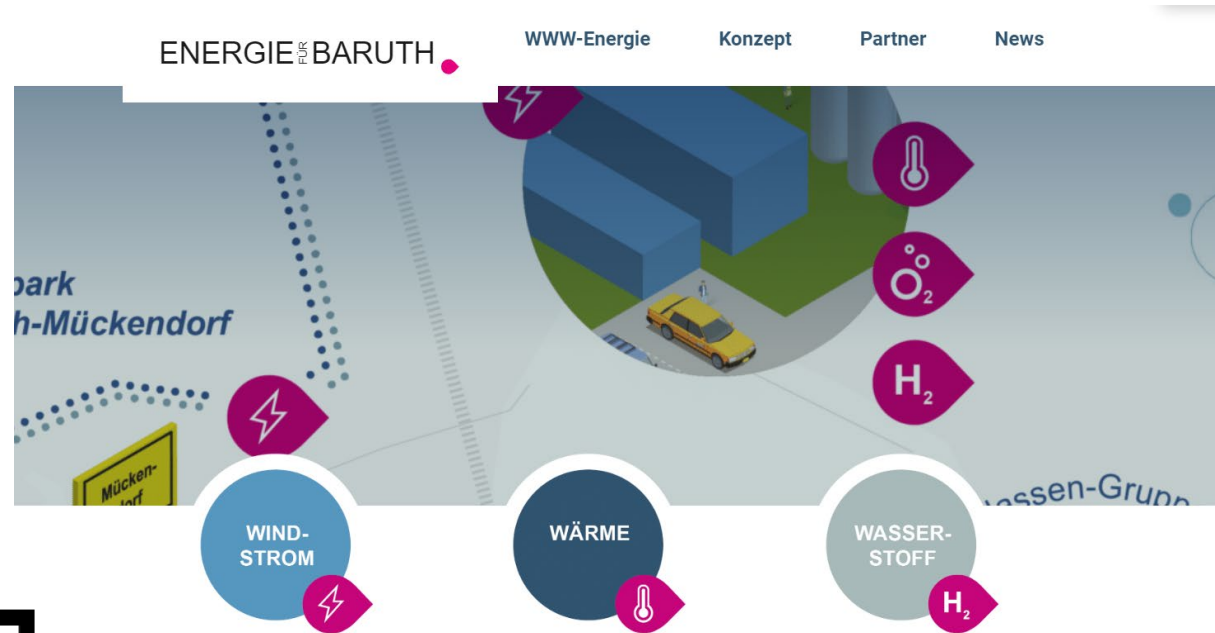 ENERGIE FÜR BARUTH
WWW-Energie Konzept Partner News
park
h-Mückendorf
O₂
H₂
Mücken-
dorf
assen-Grupp
WIND-
STROM
WÄRME
WASSER-
STOFF
H₂